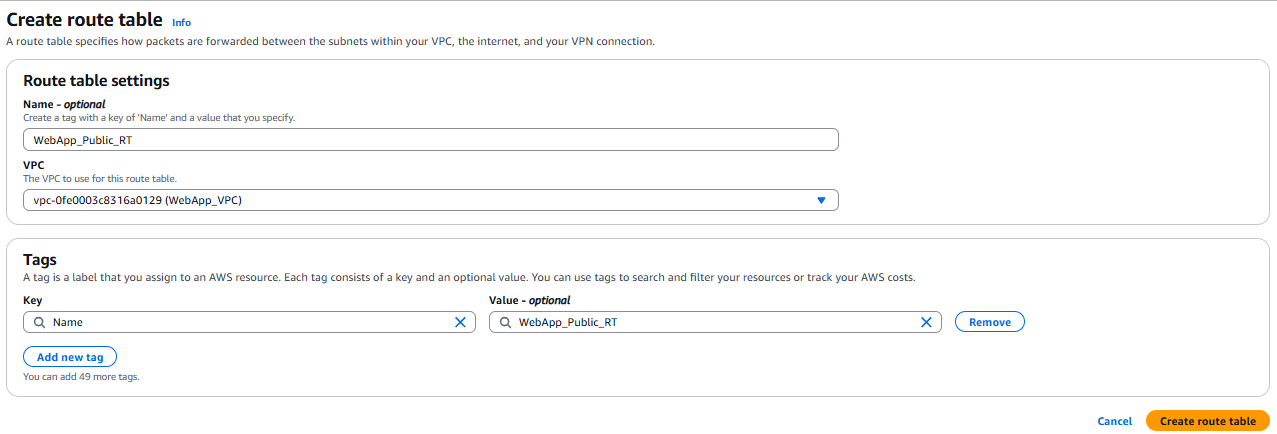 Create route table Info
A route table specifies how packets are forwarded between the subnets within your VPC, the internet, and your VPN connection.
Route table settings
Name - optional
Create a tag with a key of 'Name' and a value that you specify.
WebApp_Public_RT
VPC
The VPC to use for this route table.
vpc-0fe0003c8316a0129 (WebApp_VPC)
Tags
A tag is a label that you assign to an AWS resource. Each tag consists of a key and an optional value. You can use tags to search and filter your resources or track your AWS costs.
Key Value - optional
Name WebApp_Public_RT Remove
Add new tag
You can add 49 more tags.
Cancel Create route table